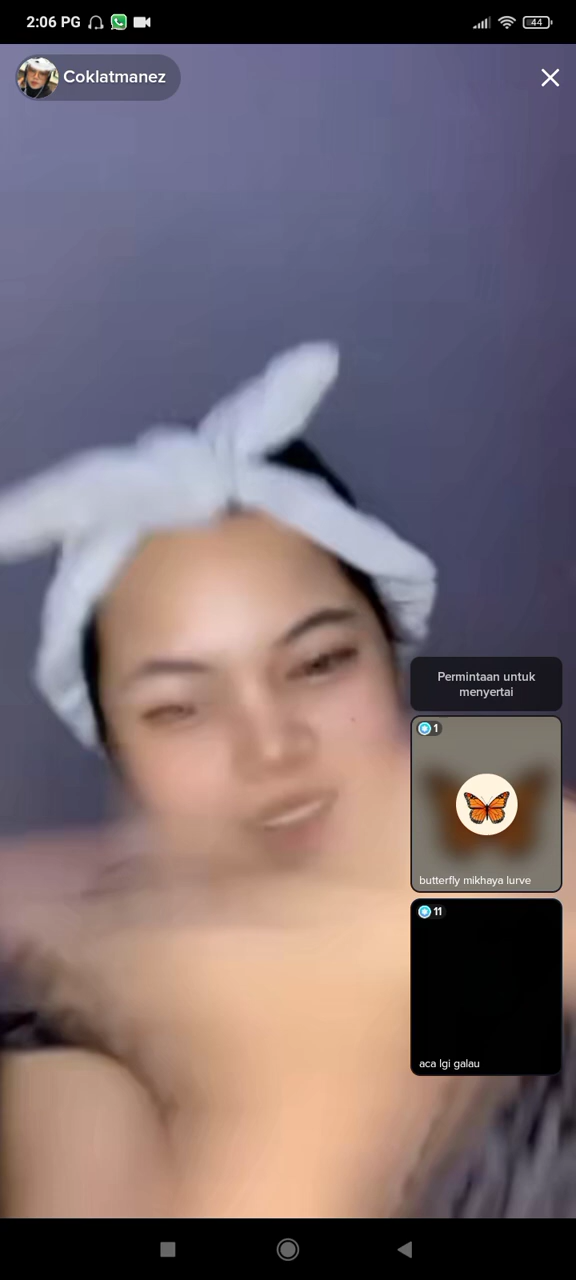 2:06 PG
44
Coklatmanez
Permintaan untuk
menyertai
1
butterfly mikhaya lurve
11
aca lgi galau